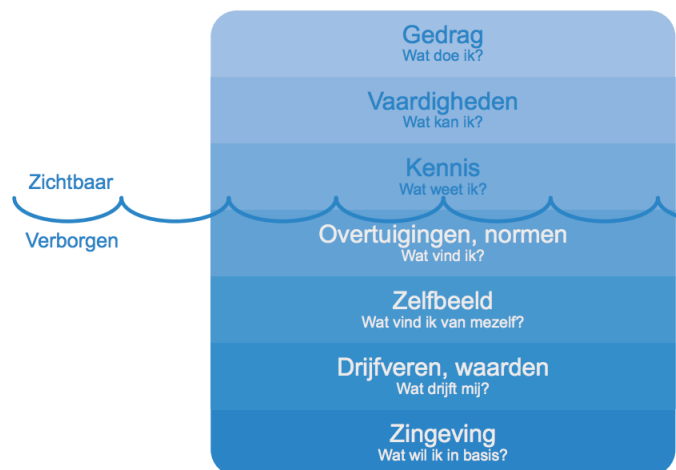 Gedrag
Wat doe ik?
Vaardigheden
Wat kan ik?
Kennis
Wat weet ik?
Zichtbaar
Verborgen
Overtuigingen, normen
Wat vind ik?
Zelfbeeld
Wat vind ik van mezelf?
Drijfveren, waarden
Wat drijft mij?
Zingeving
Wat wil ik in basis?